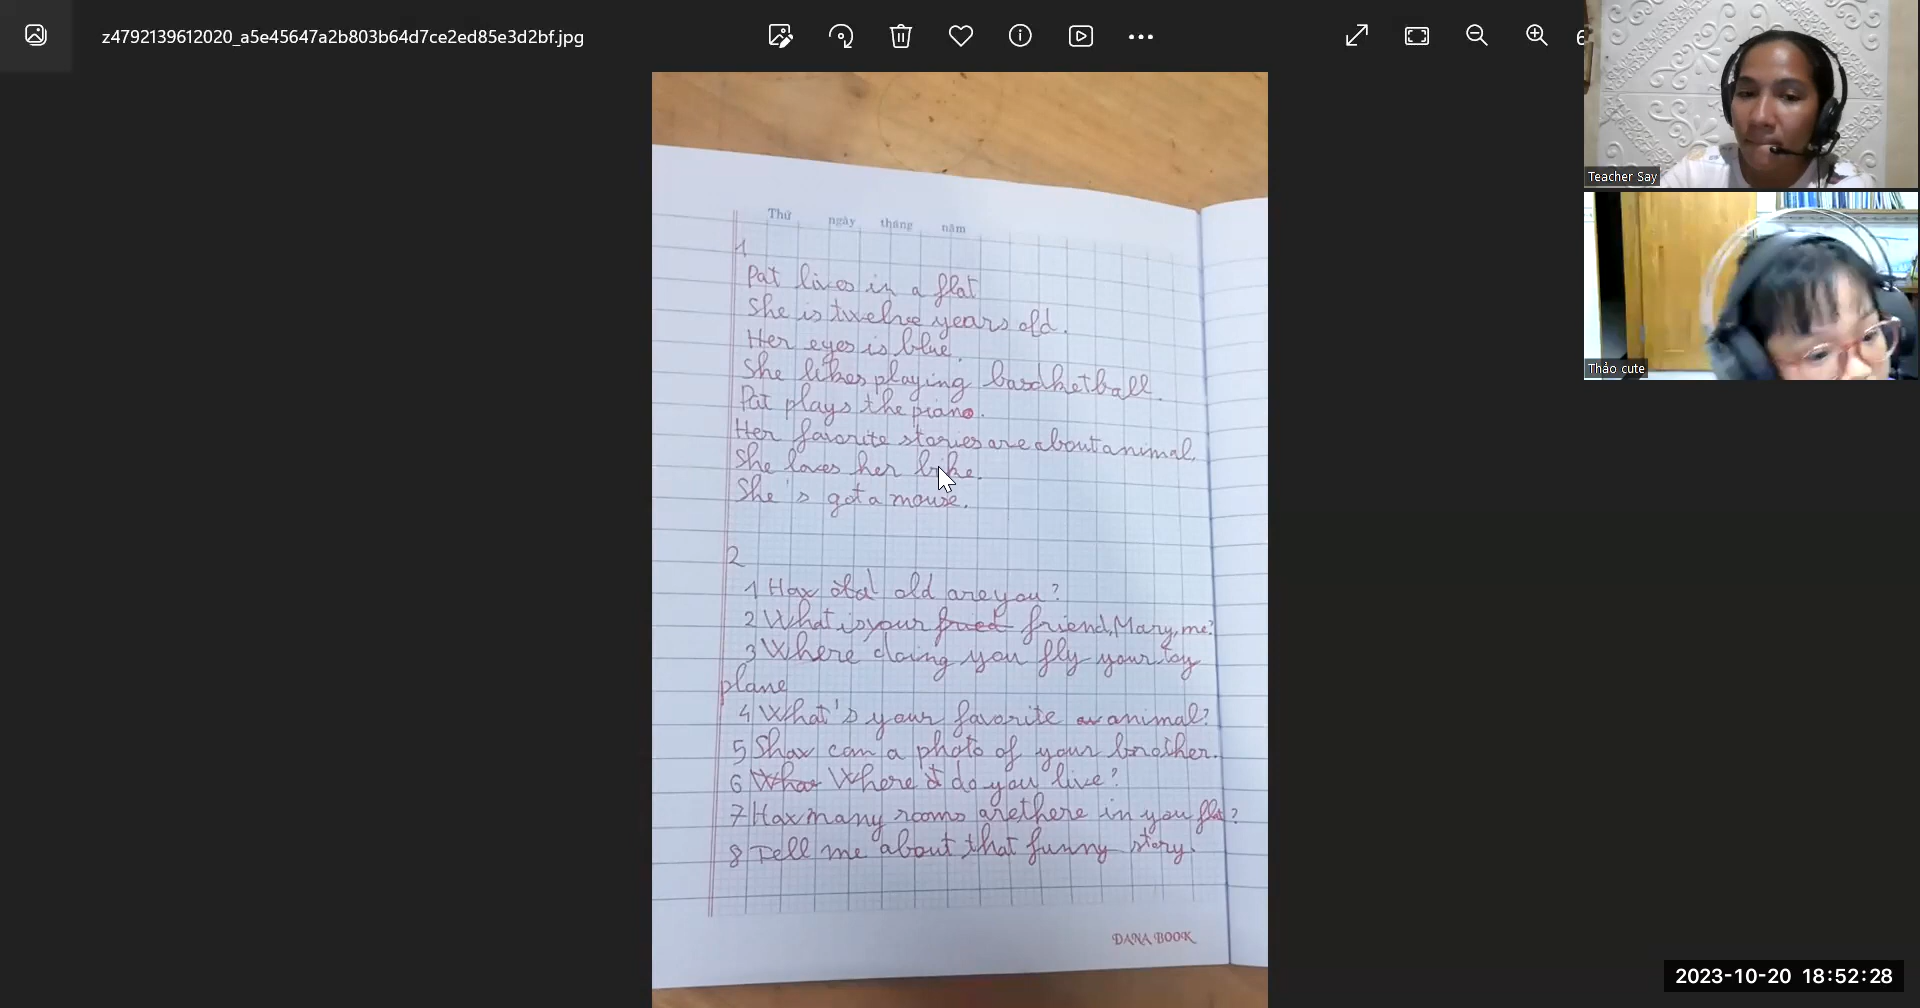 z4792139612020_a5e45647a2b803b64d7ce2ed85e3d2bf.jpg
Teacher Say
Thảo cute
Thứ ngày tháng năm
1
Pat lives in a flat
She is twelve years old.
Her eyes is blue.
She likes playing basdketball.
Pat plays the piano.
Her favorite stories are about animal.
She loves her bike.
She's got a mouse.
2
1 How old are you?
2 What is your friend, Mary, me?
3 Where doing you fly your toy
plane
4 What's your favorite animal?
5 Show can a photo of your brother.
6 Where do you live?
7 How many rooms are there in you flat?
8 Tell me about that funny story.
DANA BOOK
2023-10-20 18:52:28